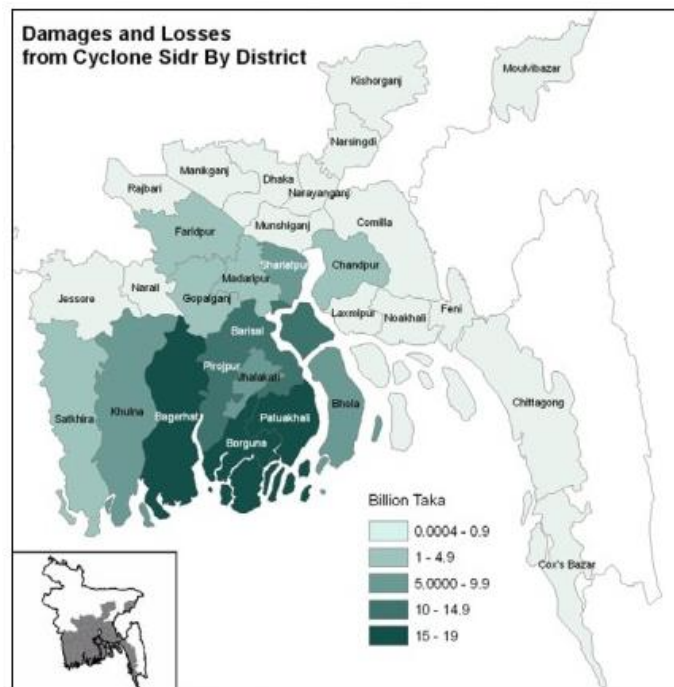 Damages and Losses
from Cyclone Sidr By District
Moulvibazar
Kishorganj
Narsingdi
Manikganj
Dhaka
Narayanganj
Rajbari
Munshiganj
Comilla
Faridpur
Shariatpur
Chandpur
Madaripur
Narail
Jessore
Gopalganj
Laxmipur
Noakhali
Feni
Barisal
Pirojpur
Jhalakati
Bhola
Chittagong
Satkhira
Khulna
Bagerhat
Patuakhali
Borguna
Billion Taka
0.0004 - 0.9
1 - 4.9
5.0000 - 9.9
10 - 14.9
15 - 19
Cox's Bazar